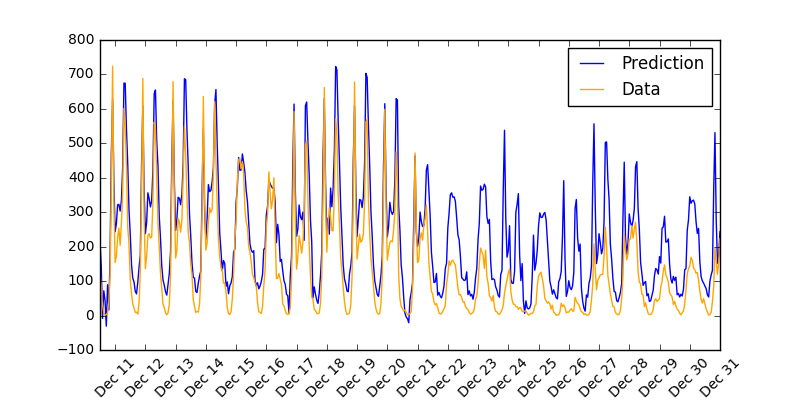 800
700
600
500
400
300
200
100
0
−100
Prediction
Data
Dec 11
Dec 12
Dec 13
Dec 14
Dec 15
Dec 16
Dec 17
Dec 18
Dec 19
Dec 20
Dec 21
Dec 22
Dec 23
Dec 24
Dec 25
Dec 26
Dec 27
Dec 28
Dec 29
Dec 30
Dec 31